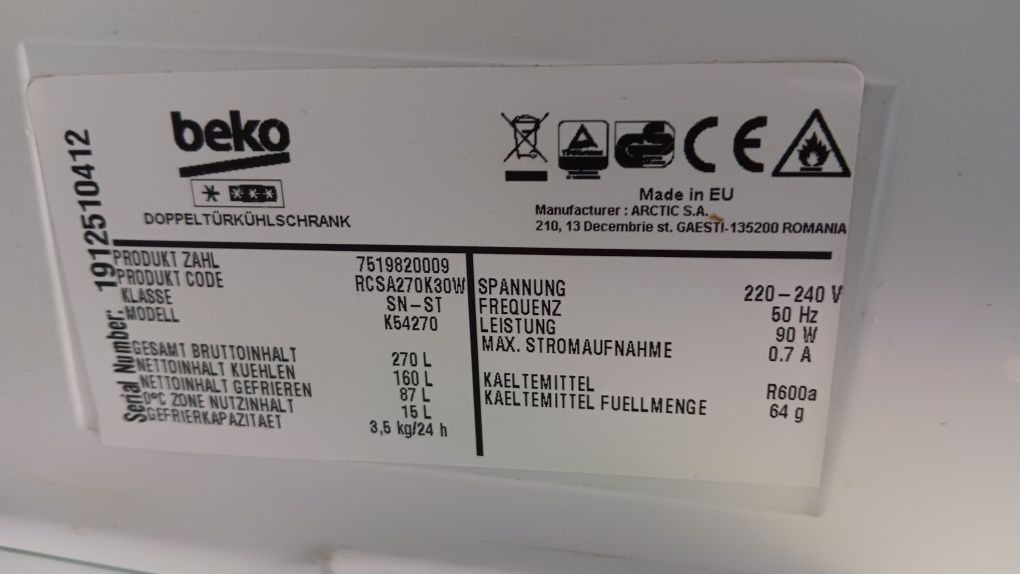 beko
DOPPELTÜRKÜHLSCHRANK
Made in EU
Manufacturer : ARCTIC S.A.
210, 13 Decembrie st. GAESTI-135200 ROMANIA
Serial Number: 1912510412
PRODUKT ZAHL 7519820009
PRODUKT CODE RCSA270K30W
KLASSE SN-ST
MODELL K54270
GESAMT BRUTTOINHALT 270 L
NETTOINHALT KUEHLEN 160 L
NETTOINHALT GEFRIEREN 87 L
0°C ZONE NUTZINHALT 15 L
GEFRIERKAPAZITAET 3,5 kg/24 h
SPANNUNG 220-240 V
FREQUENZ 50 Hz
LEISTUNG 90 W
MAX. STROMAUFNAHME 0.7 A
KAELTEMITTEL R600a
KAELTEMITTEL FUELLMENGE 64 g